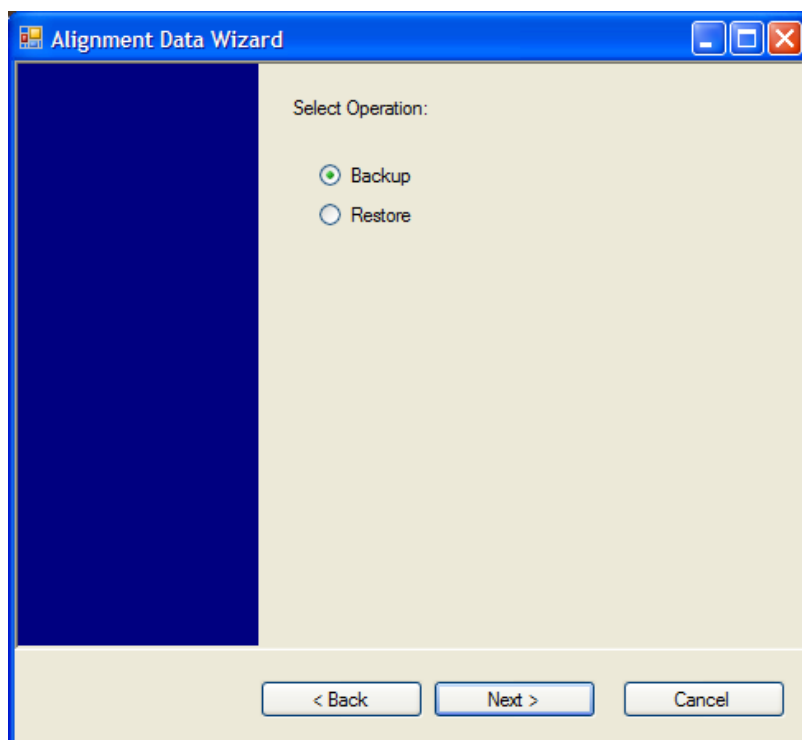 Alignment Data Wizard
Select Operation:
Backup
Restore
< Back
Next >
Cancel